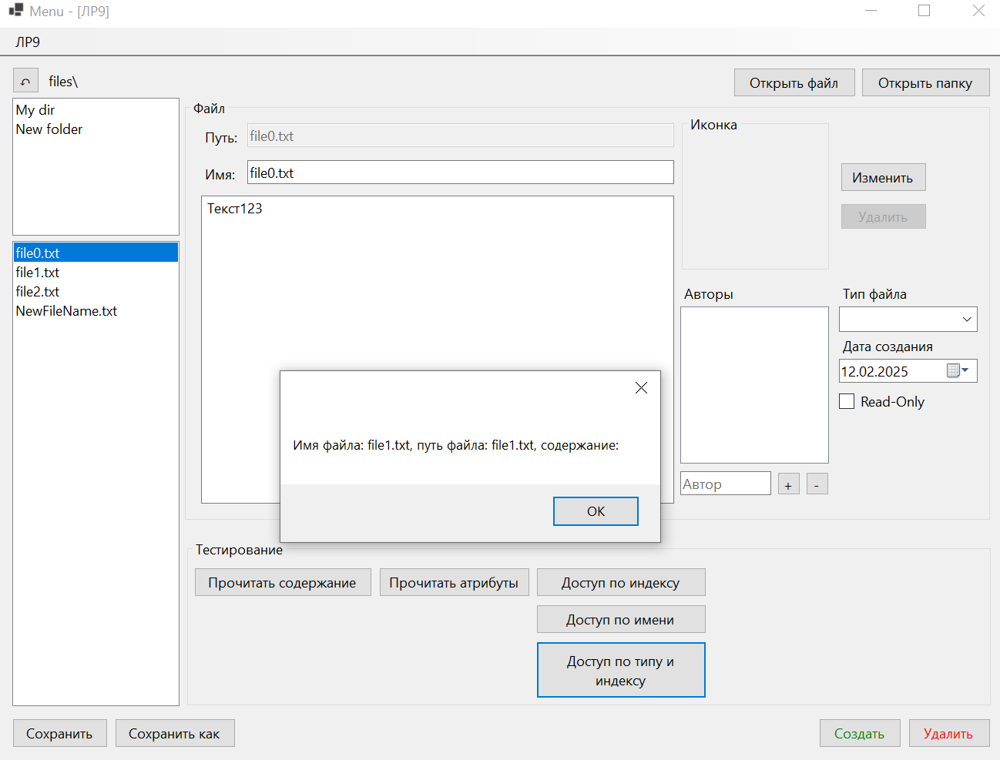 Menu - [ЛР9]
ЛР9
files\
Открыть файл
Открыть папку
My dir
New folder
file0.txt
file1.txt
file2.txt
NewFileName.txt
Файл
Путь:
file0.txt
Имя:
file0.txt
Текст123
Иконка
Изменить
Удалить
Авторы
Тип файла
Дата создания
12.02.2025
Read-Only
Автор
+
-
Имя файла: file1.txt, путь файла: file1.txt, содержание:
OK
Тестирование
Прочитать содержание
Прочитать атрибуты
Доступ по индексу
Доступ по имени
Доступ по типу и
индексу
Сохранить
Сохранить как
Создать
Удалить